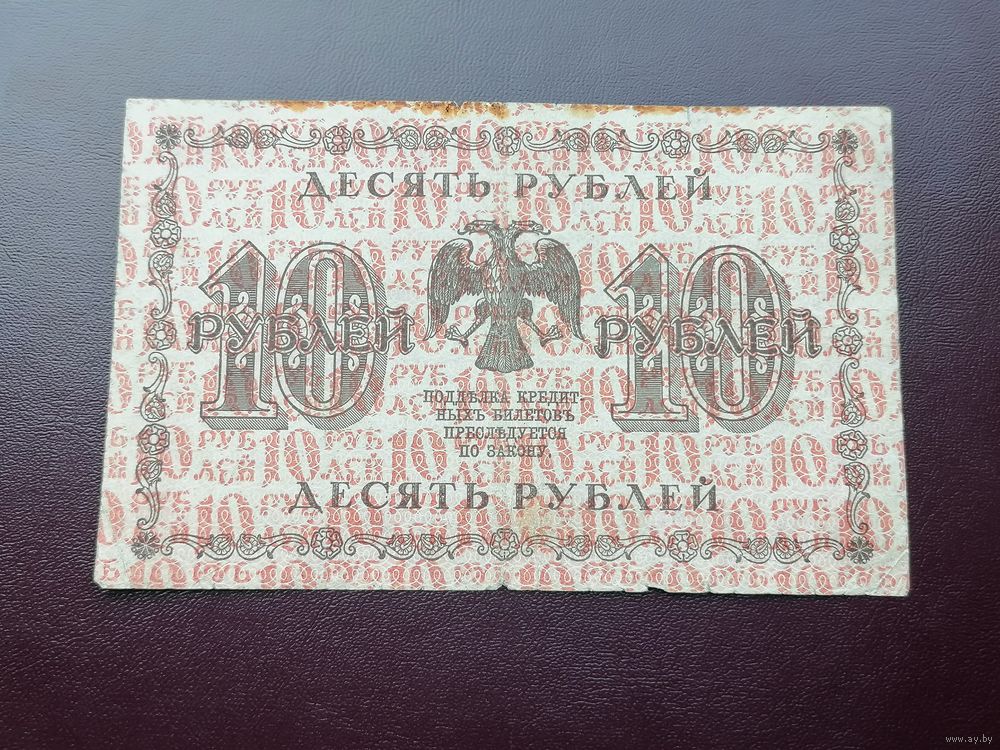 ДЕСЯТЬ РУБЛЕЙ
10 10
РУБЛЕЙ РУБЛЕЙ
ПОДДѢЛКА КРЕДИТ
НЫХЪ БИЛЕТОВЪ
ПРЕСЛѢДУЕТСЯ
ПО ЗАКОНУ.
ДЕСЯТЬ РУБЛЕЙ
www.ay.by